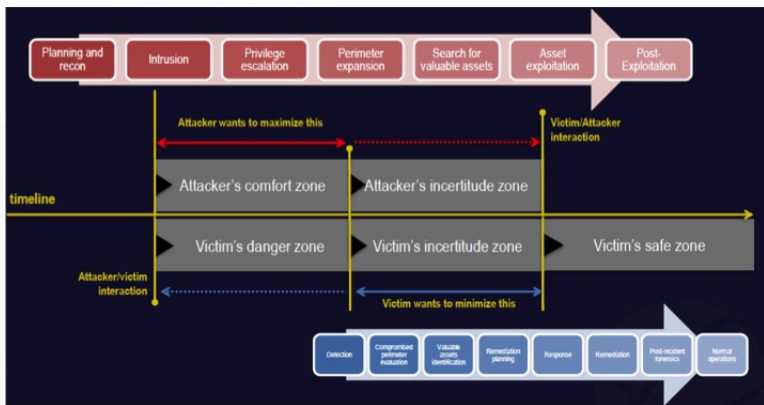 Planning and
recon
Intrusion
Privilege
escalation
Perimeter
expansion
Search for
valuable assets
Asset
exploitation
Post-
Exploitation
Attacker wants to maximize this
Victim/Attacker
interaction
Attacker's comfort zone
Attacker's incertitude zone
timeline
Victim's danger zone
Victim's incertitude zone
Victim's safe zone
Attacker/victim
interaction
Victim wants to minimize this
Detection
Compromised
perimeter
evaluation
Valuable
assets
identification
Remediation
planning
Response
Remediation
Post-incident
forensics
Normal
operations